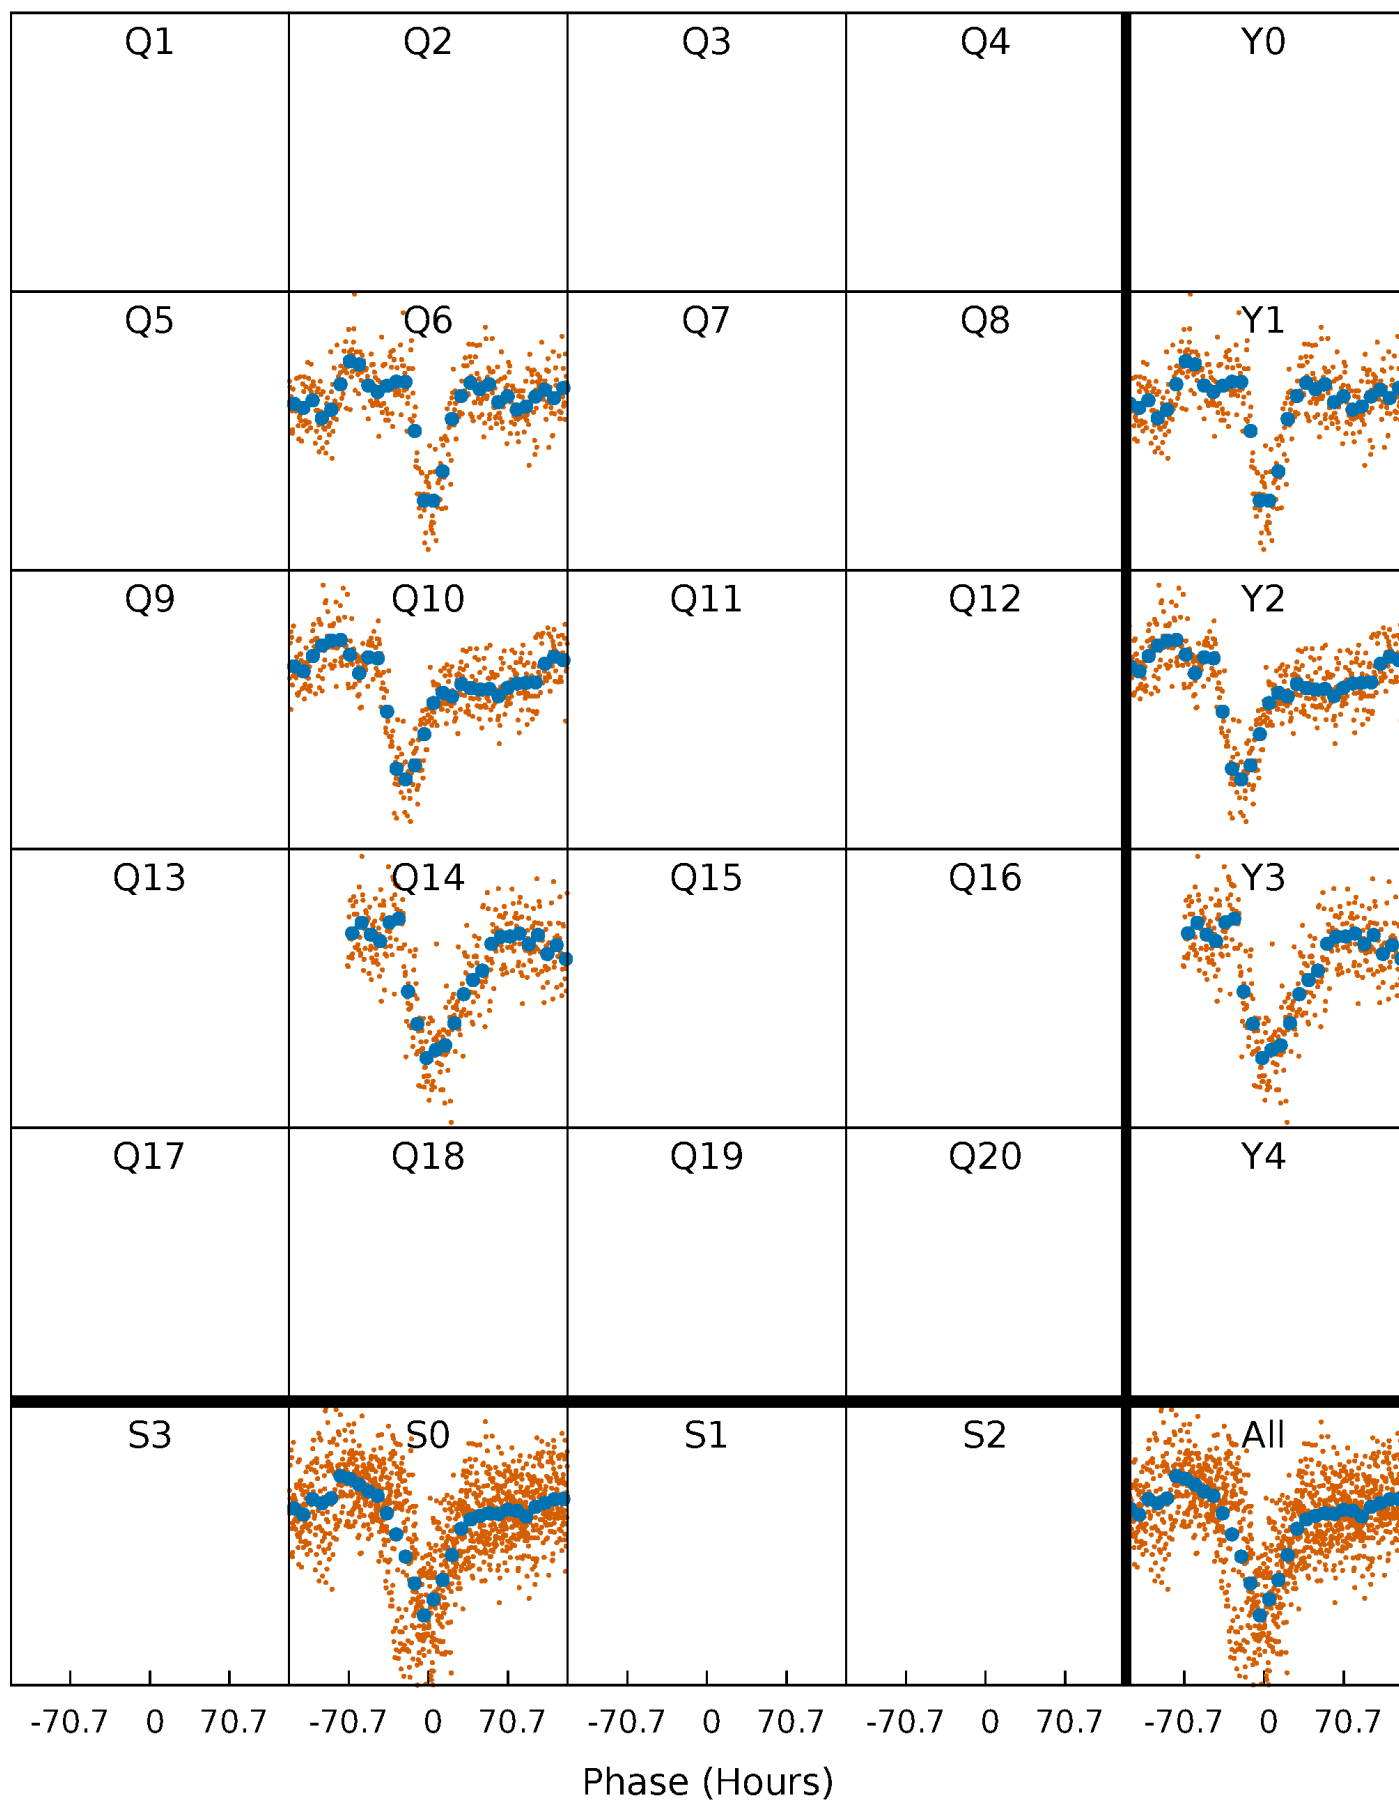 Q1 Q2 Q3 Q4 Y0
Q5 Q6 Q7 Q8 Y1
Q9 Q10 Q11 Q12 Y2
Q13 Q14 Q15 Q16 Y3
Q17 Q18 Q19 Q20 Y4
S3 S0 S1 S2 All
-70.7 0 70.7 -70.7 0 70.7 -70.7 0 70.7 -70.7 0 70.7 -70.7 0 70.7
Phase (Hours)